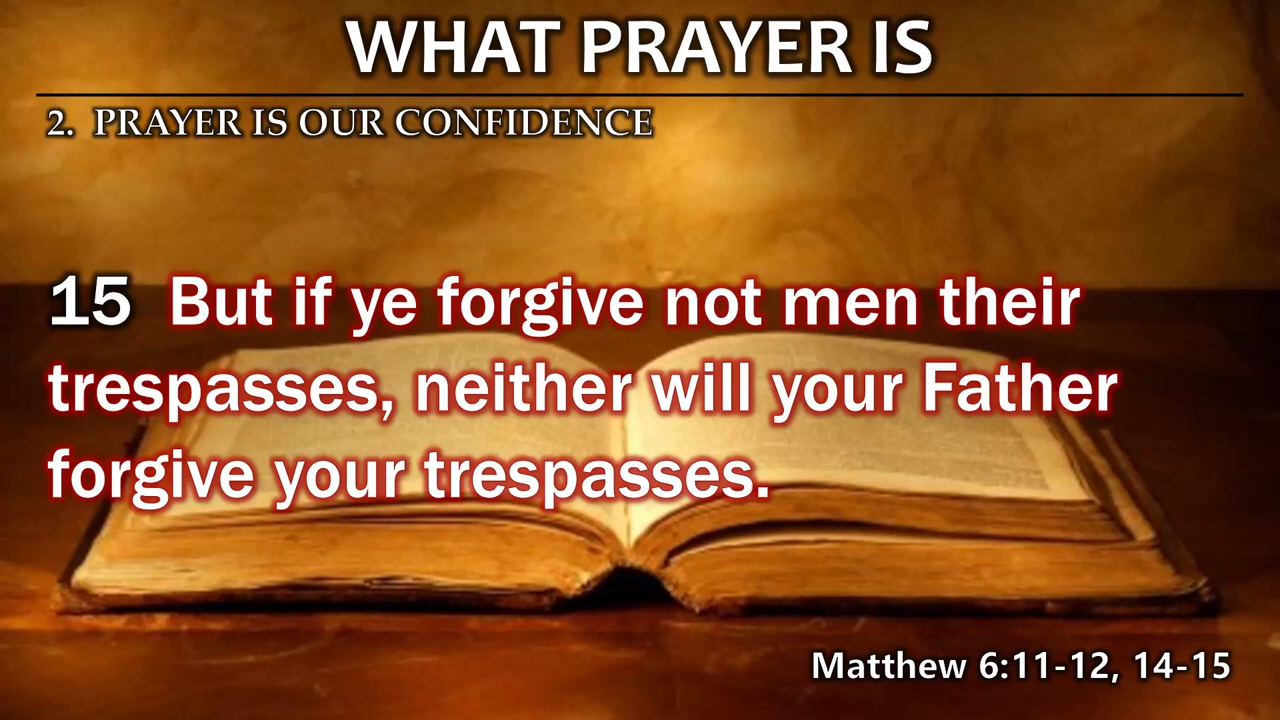 WHAT PRAYER IS
2. PRAYER IS OUR CONFIDENCE
15 But if ye forgive not men their
trespasses, neither will your Father
forgive your trespasses.
Matthew 6:11-12, 14-15